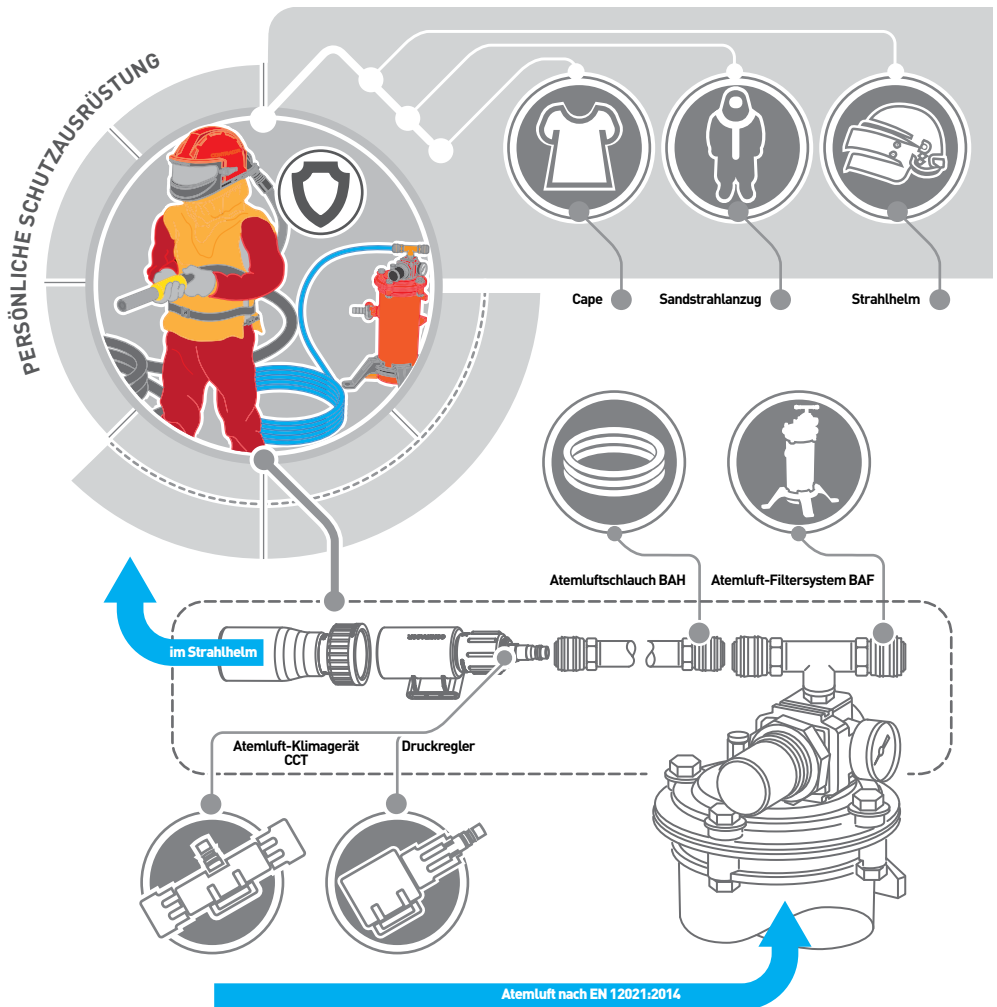 PERSÖNLICHE SCHUTZAUSRÜSTUNG
Cape
Sandstrahlanzug
Strahlhelm
Atemluftschlauch BAH
Atemluft-Filtersystem BAF
im Strahlhelm
Atemluft-Klimagerät
CCT
Druckregler
Atemluft nach EN 12021:2014